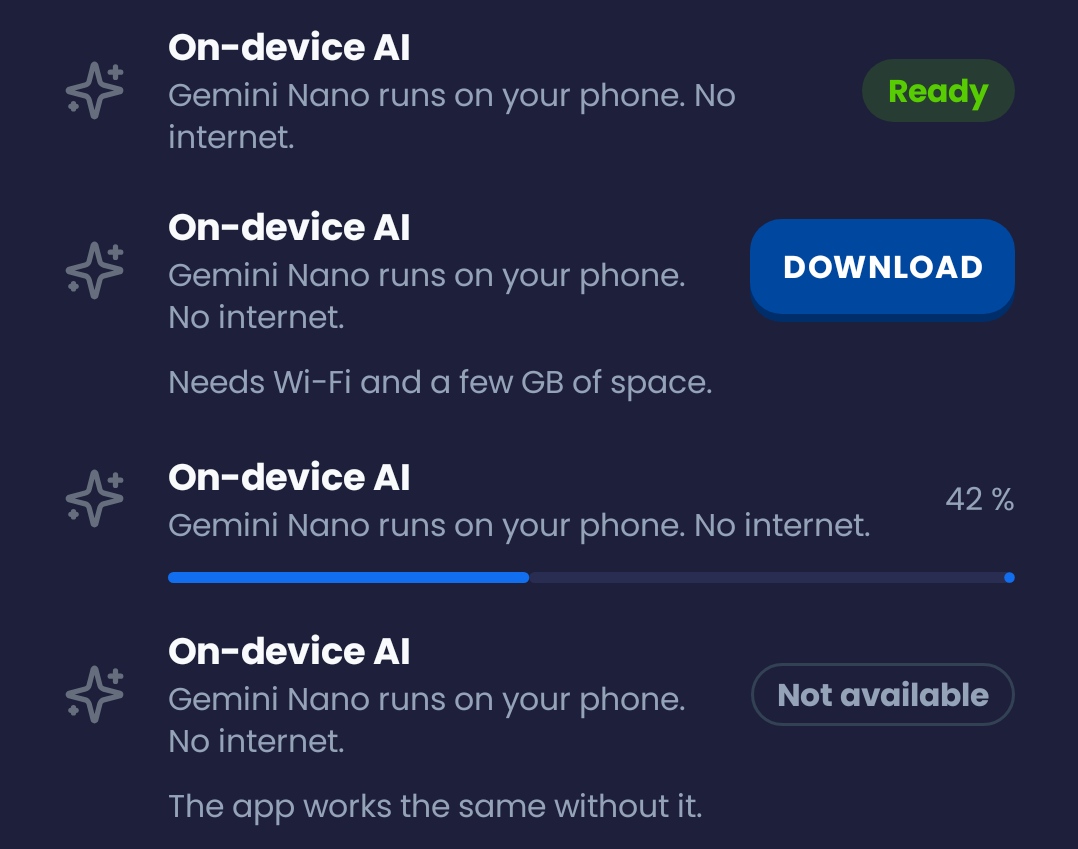 On-device AI
Gemini Nano runs on your phone. No
internet.
Ready
On-device AI
Gemini Nano runs on your phone.
No internet.
DOWNLOAD
Needs Wi-Fi and a few GB of space.
On-device AI
Gemini Nano runs on your phone. No internet.
42 %
On-device AI
Gemini Nano runs on your phone.
No internet.
Not available
The app works the same without it.